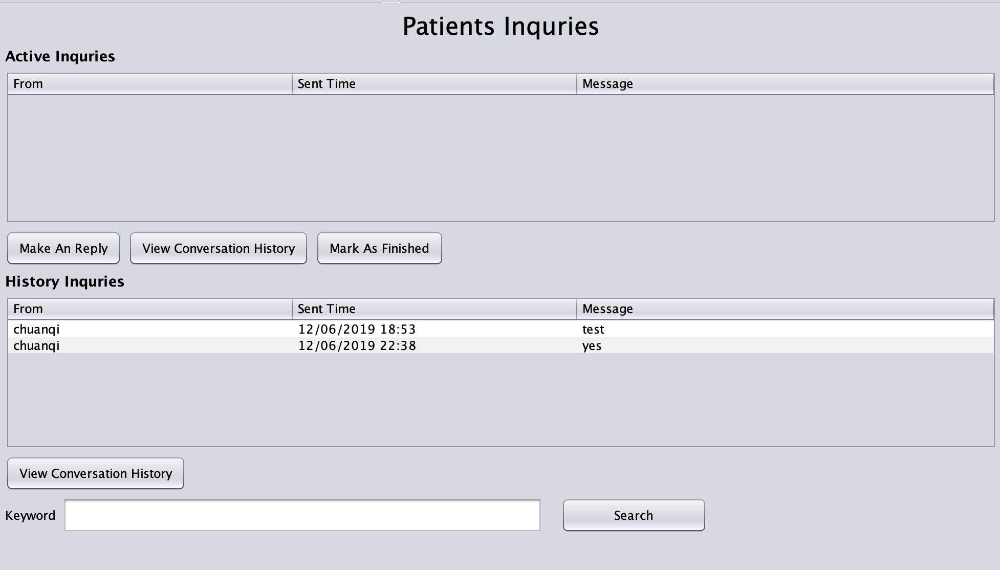 Patients Inquries
Active Inquries
From Sent Time Message
Make An Reply View Conversation History Mark As Finished
History Inquries
From Sent Time Message
chuanqi 12/06/2019 18:53 test
chuanqi 12/06/2019 22:38 yes
View Conversation History
Keyword Search